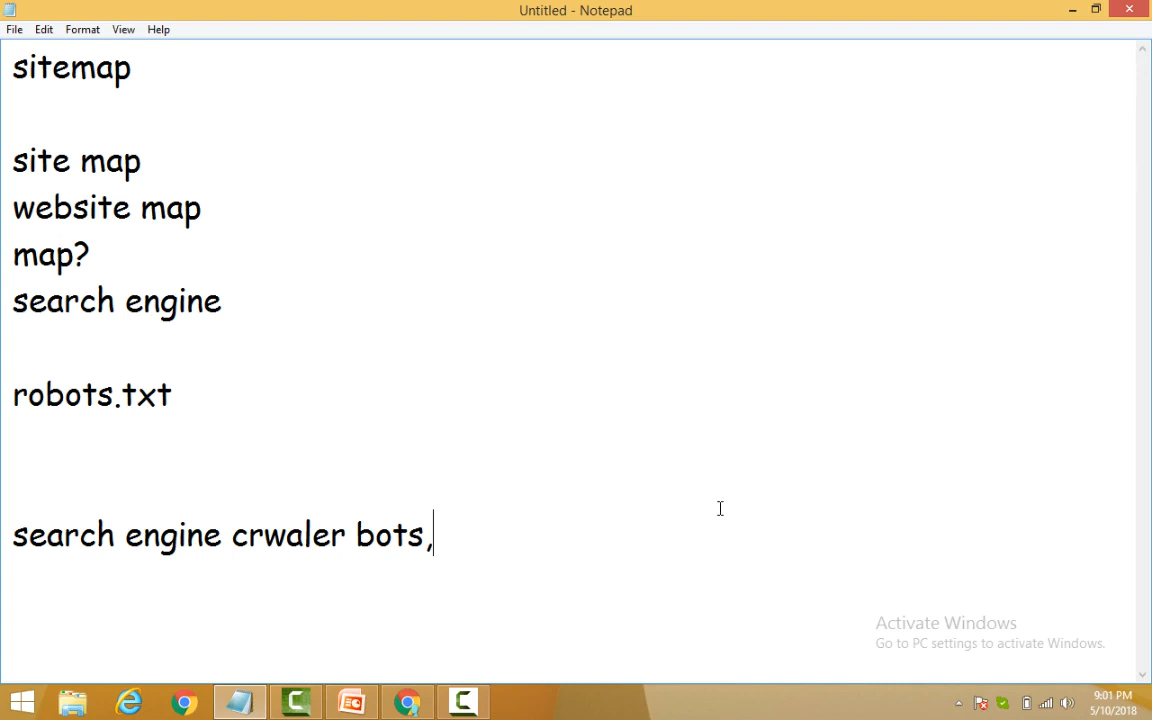 Untitled - Notepad
File Edit Format View Help
sitemap
site map
website map
map?
search engine
robots.txt
search engine crwaler bots,
Activate Windows
Go to PC settings to activate Windows.
9:01 PM
5/10/2018